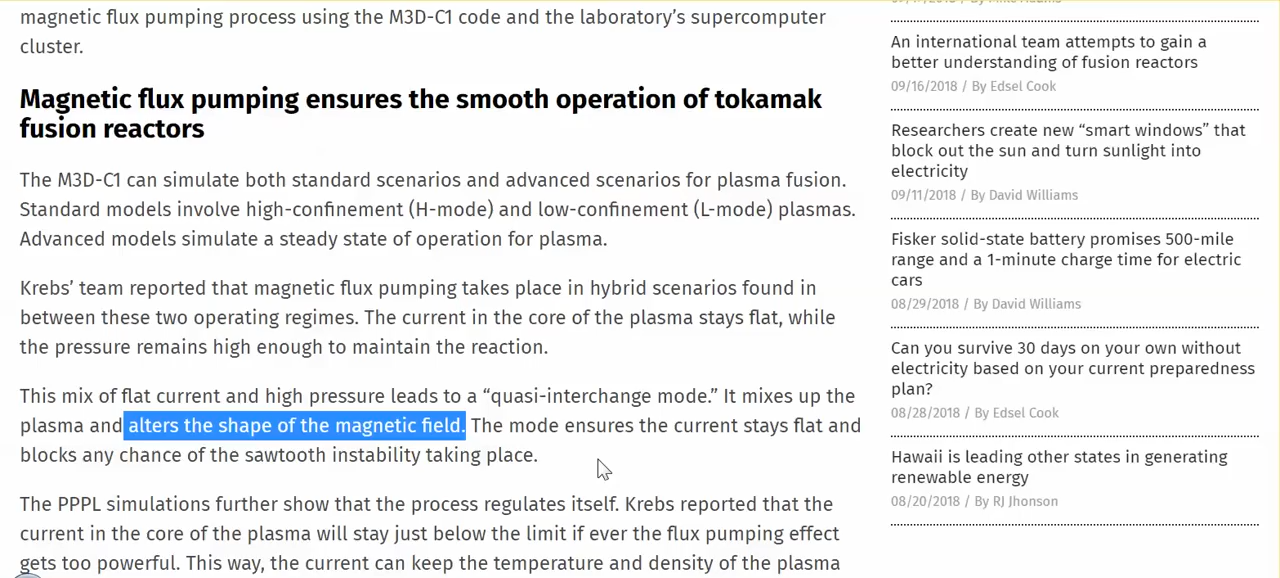 magnetic flux pumping process using the M3D-C1 code and the laboratory's supercomputer
cluster.
Magnetic flux pumping ensures the smooth operation of tokamak
fusion reactors
The M3D-C1 can simulate both standard scenarios and advanced scenarios for plasma fusion.
Standard models involve high-confinement (H-mode) and low-confinement (L-mode) plasmas.
Advanced models simulate a steady state of operation for plasma.
Krebs' team reported that magnetic flux pumping takes place in hybrid scenarios found in
between these two operating regimes. The current in the core of the plasma stays flat, while
the pressure remains high enough to maintain the reaction.
This mix of flat current and high pressure leads to a “quasi-interchange mode.” It mixes up the
plasma and alters the shape of the magnetic field. The mode ensures the current stays flat and
blocks any chance of the sawtooth instability taking place.
The PPPL simulations further show that the process regulates itself. Krebs reported that the
current in the core of the plasma will stay just below the limit if ever the flux pumping effect
gets too powerful. This way, the current can keep the temperature and density of the plasma
An international team attempts to gain a
better understanding of fusion reactors
09/16/2018 / By Edsel Cook
Researchers create new “smart windows” that
block out the sun and turn sunlight into
electricity
09/11/2018 / By David Williams
Fisker solid-state battery promises 500-mile
range and a 1-minute charge time for electric
cars
08/29/2018 / By David Williams
Can you survive 30 days on your own without
electricity based on your current preparedness
plan?
08/28/2018 / By Edsel Cook
Hawaii is leading other states in generating
renewable energy
08/20/2018 / By RJ Jhonson